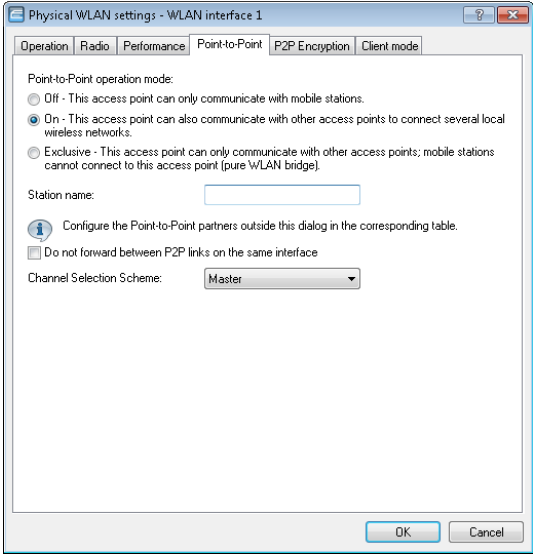 Physical WLAN settings - WLAN interface 1
Operation Radio Performance Point-to-Point P2P Encryption Client mode
Point-to-Point operation mode:
Off - This access point can only communicate with mobile stations.
On - This access point can also communicate with other access points to connect several local
wireless networks.
Exclusive - This access point can only communicate with other access points; mobile stations
cannot connect to this access point (pure WLAN bridge).
Station name:
Configure the Point-to-Point partners outside this dialog in the corresponding table.
Do not forward between P2P links on the same interface
Channel Selection Scheme: Master
OK Cancel